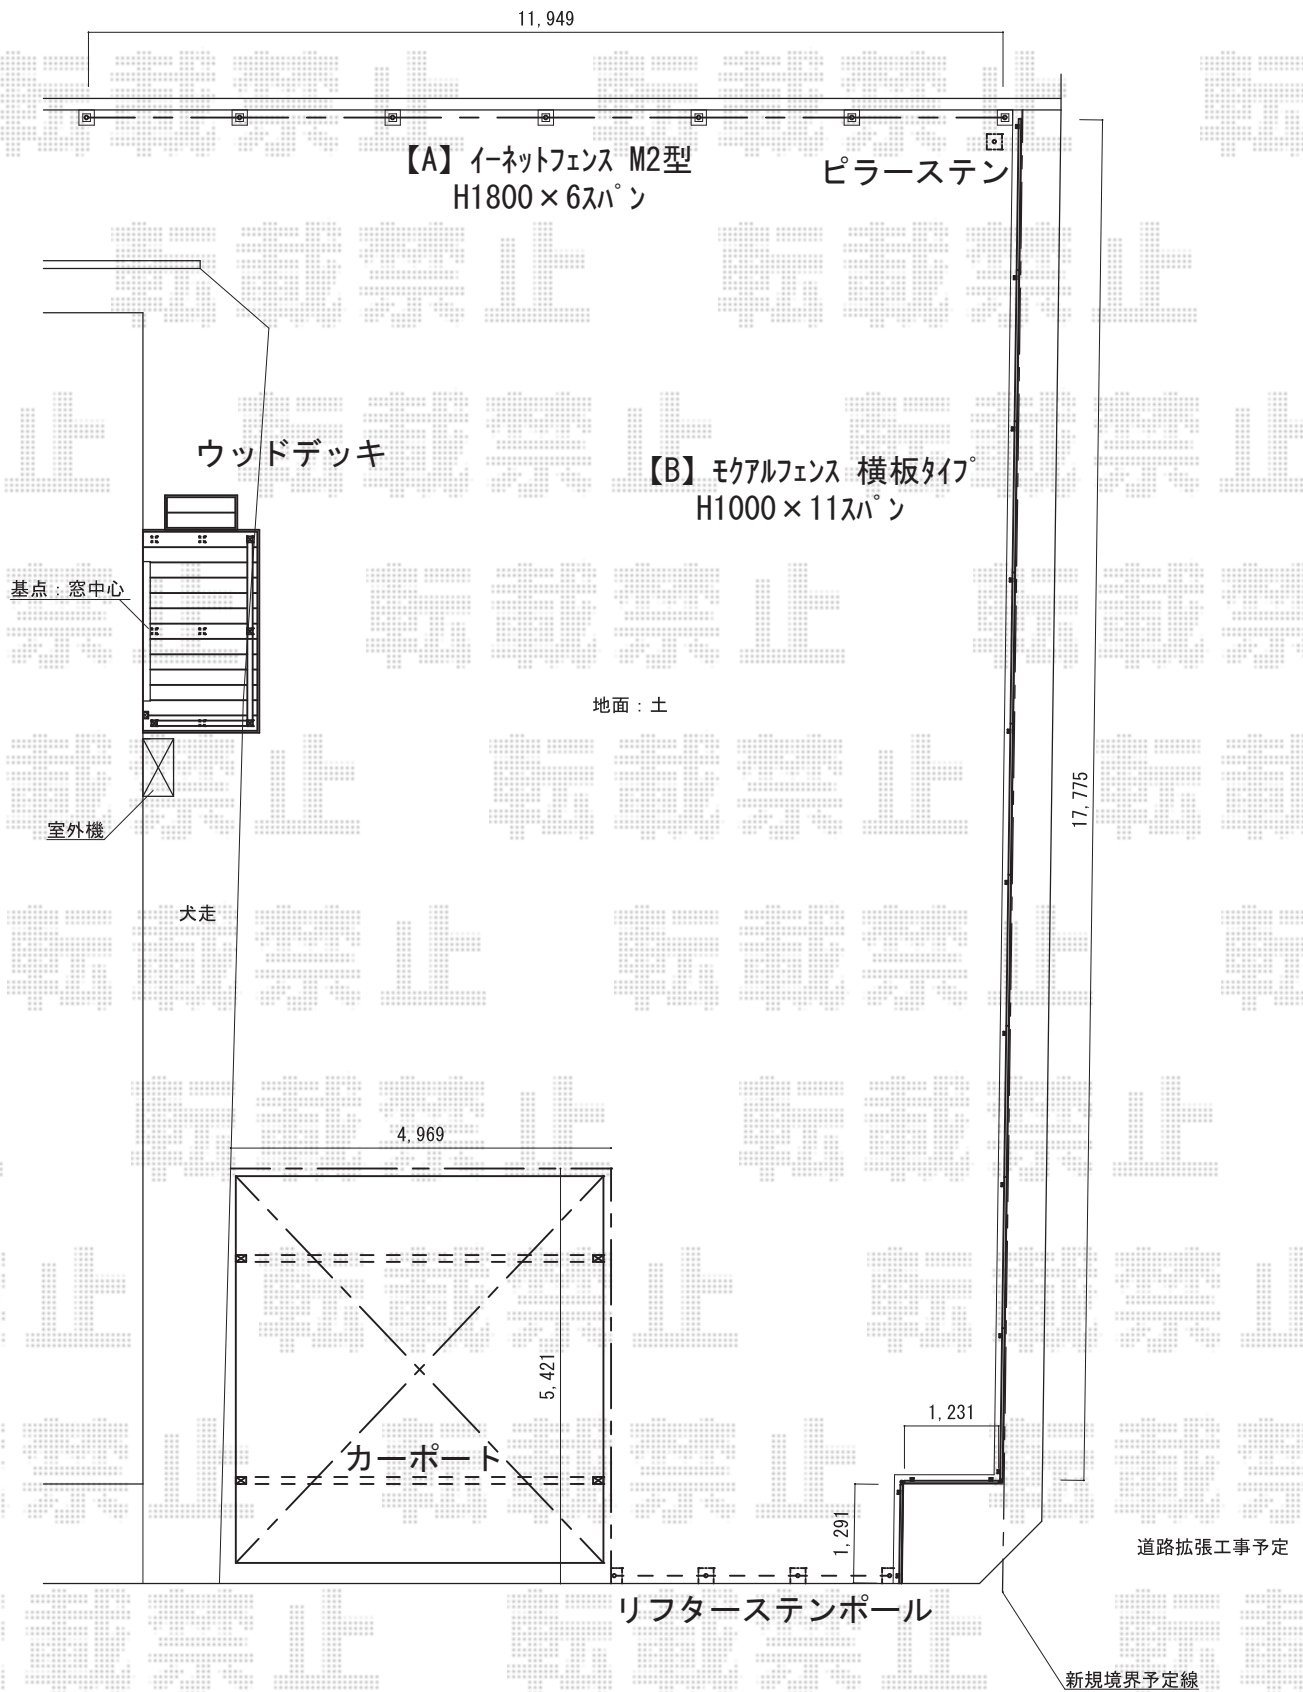 11,949
【A】ｲｰﾈｯﾄﾌｪﾝｽ M2型
H1800×6ｽﾊﾟﾝ
ピラーステン
ウッドデッキ
【B】ﾓｸｱﾙﾌｪﾝｽ 横板ﾀｲﾌﾟ
H1000×11ｽﾊﾟﾝ
基点：窓中心
地面：土
17,775
室外機
犬走
4,969
5,421
カーポート
1,231
1,291
道路拡張工事予定
リフターステンポール
新規境界予定線
転載禁止